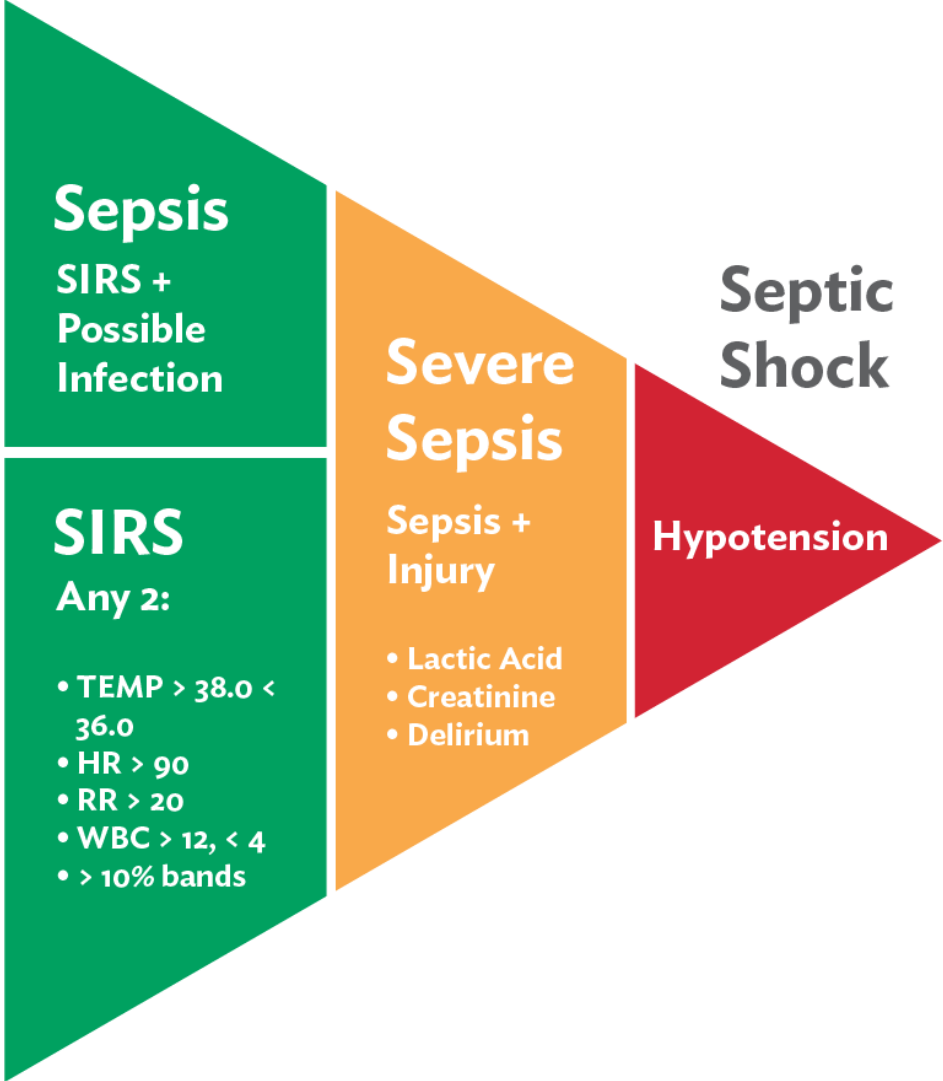 Sepsis
SIRS +
Possible
Infection
SIRS
Any 2:
• TEMP > 38.0 <
36.0
• HR > 90
• RR > 20
• WBC > 12, < 4
• > 10% bands
Severe
Sepsis
Sepsis +
Injury
• Lactic Acid
• Creatinine
• Delirium
Septic
Shock
Hypotension